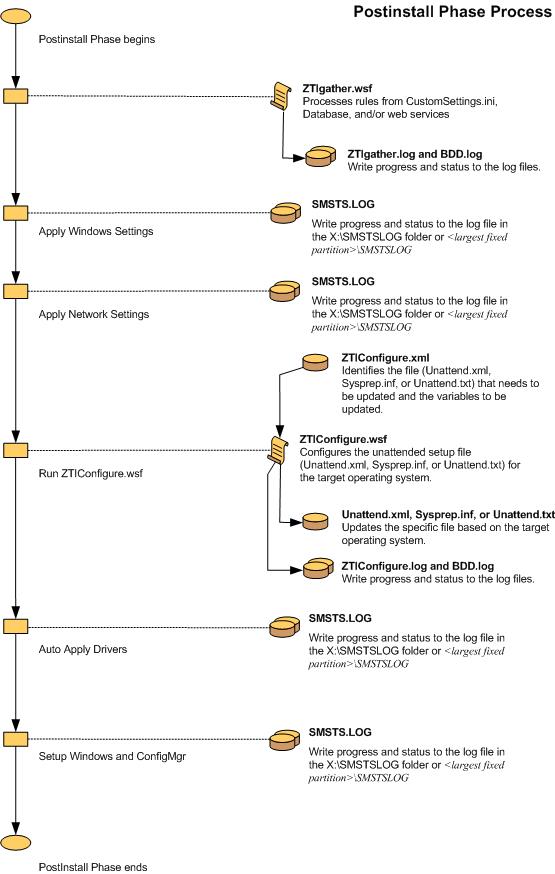 Postinstall Phase Process
Postinstall Phase begins
ZTIgather.wsf
Processes rules from CustomSettings.ini,
Database, and/or web services
ZTIgather.log and BDD.log
Write progress and status to the log files.
SMSTS.LOG
Apply Windows Settings
Write progress and status to the log file in
the X:\SMSTSLOG folder or <largest fixed
partition>\SMSTSLOG
SMSTS.LOG
Apply Network Settings
Write progress and status to the log file in
the X:\SMSTSLOG folder or <largest fixed
partition>\SMSTSLOG
ZTIConfigure.xml
Identifies the file (Unattend.xml,
Sysprep.inf, or Unattend.txt) that needs to
be updated and the variables to be
updated.
Run ZTIConfigure.wsf
ZTIConfigure.wsf
Configures the unattended setup file
(Unattend.xml, Sysprep.inf, or Unattend.txt) for
the target operating system.
Unattend.xml, Sysprep.inf, or Unattend.txt
Updates the specific file based on the target
operating system.
ZTIConfigure.log and BDD.log
Write progress and status to the log files.
SMSTS.LOG
Auto Apply Drivers
Write progress and status to the log file in
the X:\SMSTSLOG folder or <largest fixed
partition>\SMSTSLOG
SMSTS.LOG
Setup Windows and ConfigMgr
Write progress and status to the log file in
the X:\SMSTSLOG folder or <largest fixed
partition>\SMSTSLOG
PostInstall Phase ends